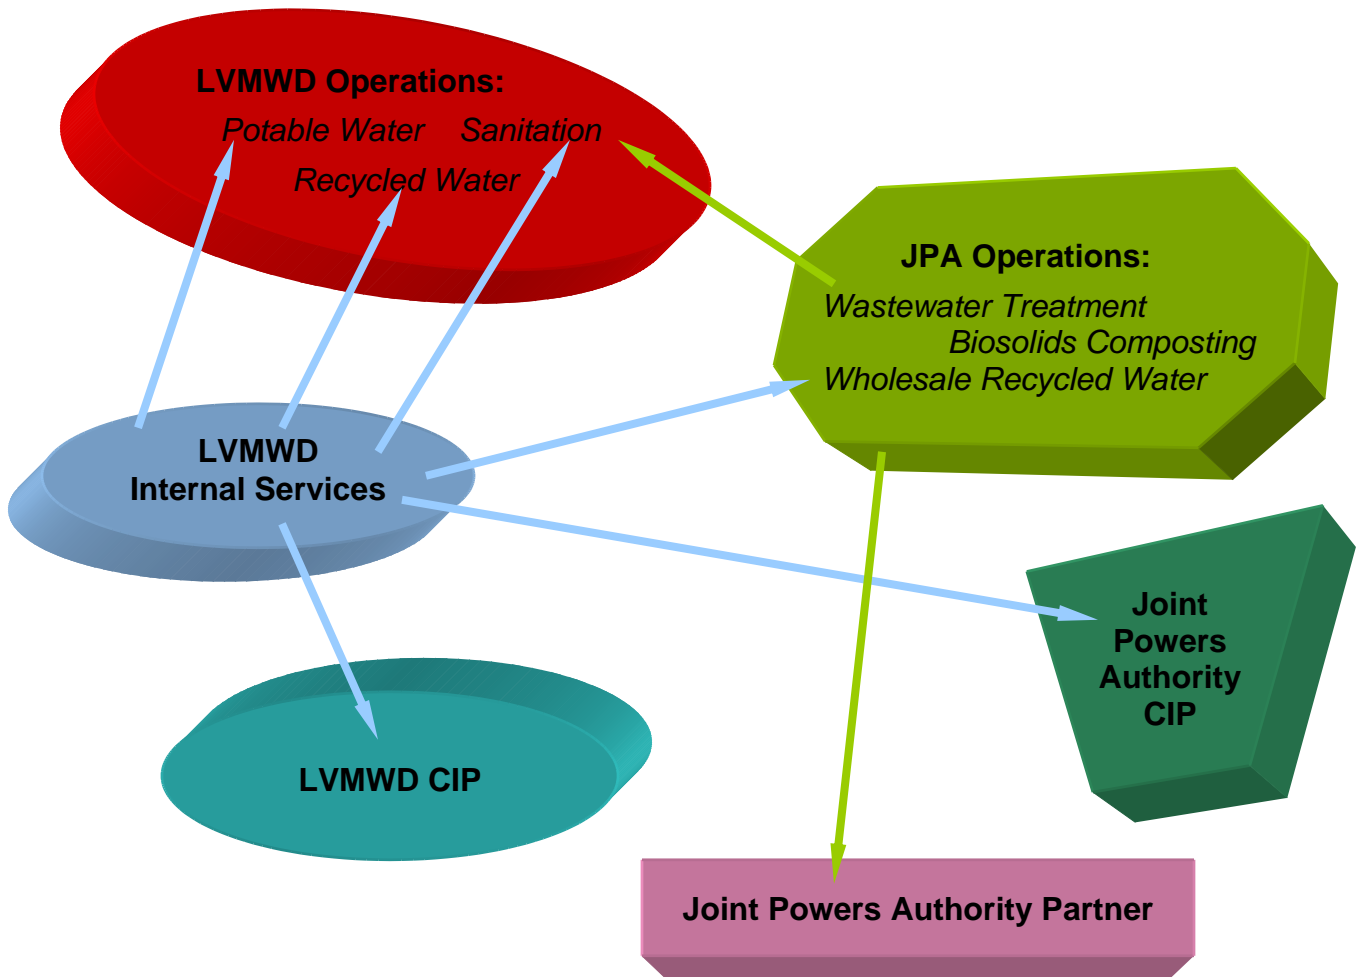 LVMWD Operations:
Potable Water Sanitation
Recycled Water
JPA Operations:
Wastewater Treatment
Biosolids Composting
Wholesale Recycled Water
LVMWD
Internal Services
Joint
Powers
Authority
CIP
LVMWD CIP
Joint Powers Authority Partner